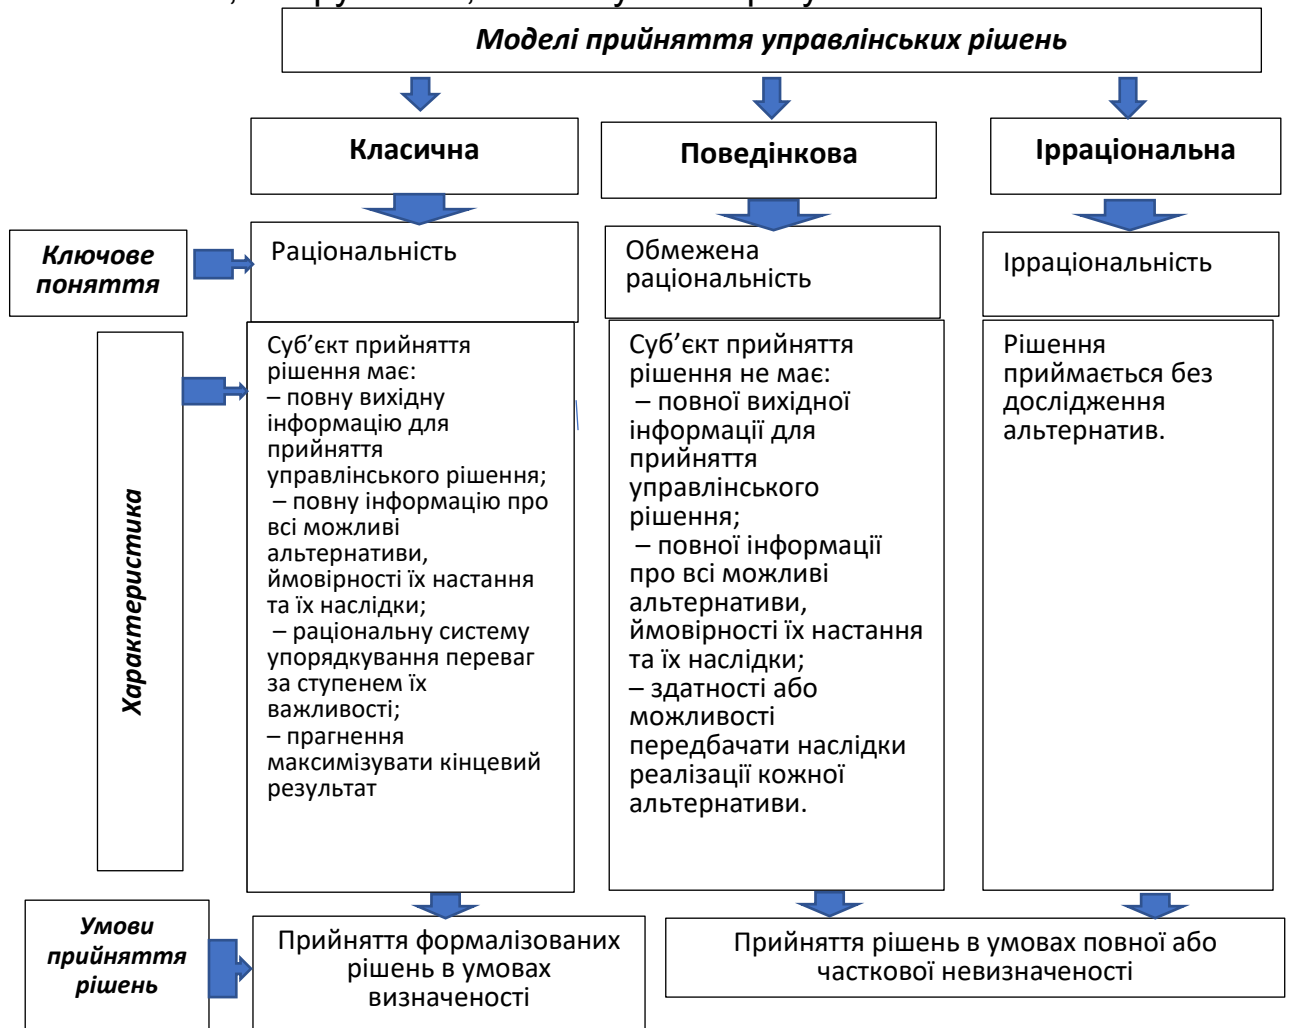 Моделі прийняття управлінських рішень
Класична
Поведінкова
Ірраціональна
Ключове
поняття
Раціональність
Обмежена
раціональність
Ірраціональність
Характеристика
Суб’єкт прийняття
рішення має:
– повну вихідну
інформацію для
прийняття
управлінського рішення;
– повну інформацію про
всі можливі
альтернативи,
ймовірності їх настання
та їх наслідки;
– раціональну систему
упорядкування переваг
за ступенем їх
важливості;
– прагнення
максимізувати кінцевий
результат
Суб’єкт прийняття
рішення не має:
– повної вихідної
інформації для
прийняття
управлінського
рішення;
– повної інформації
про всі можливі
альтернативи,
ймовірності їх настання
та їх наслідки;
– здатності або
можливості
передбачати наслідки
реалізації кожної
альтернативи.
Рішення
приймається без
дослідження
альтернатив.
Умови
прийняття
рішень
Прийняття формалізованих
рішень в умовах
визначеності
Прийняття рішень в умовах повної або
часткової невизначеності